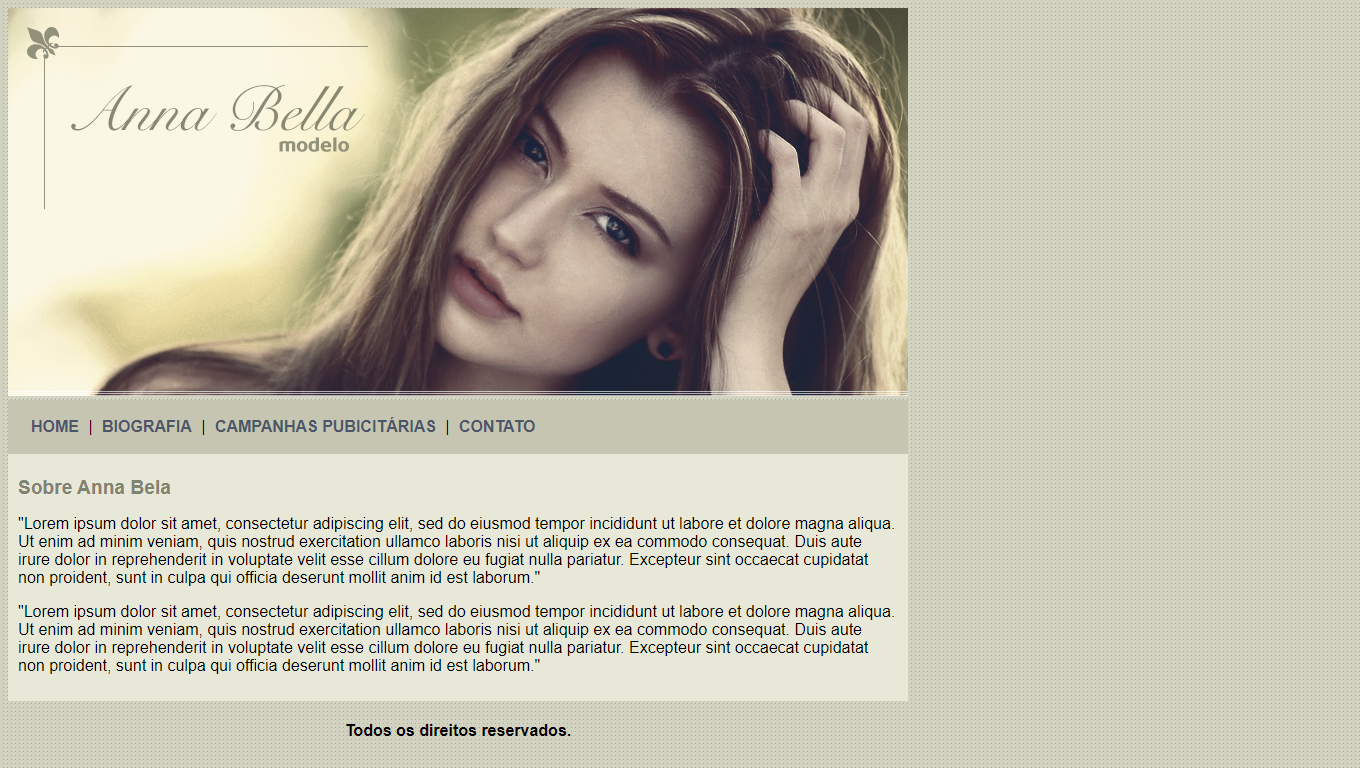 Anna Bella
modelo
HOME | BIOGRAFIA | CAMPANHAS PUBICITÁRIAS | CONTATO
Sobre Anna Bela
"Lorem ipsum dolor sit amet, consectetur adipiscing elit, sed do eiusmod tempor incididunt ut labore et dolore magna aliqua.
Ut enim ad minim veniam, quis nostrud exercitation ullamco laboris nisi ut aliquip ex ea commodo consequat. Duis aute
irure dolor in reprehenderit in voluptate velit esse cillum dolore eu fugiat nulla pariatur. Excepteur sint occaecat cupidatat
non proident, sunt in culpa qui officia deserunt mollit anim id est laborum."
"Lorem ipsum dolor sit amet, consectetur adipiscing elit, sed do eiusmod tempor incididunt ut labore et dolore magna aliqua.
Ut enim ad minim veniam, quis nostrud exercitation ullamco laboris nisi ut aliquip ex ea commodo consequat. Duis aute
irure dolor in reprehenderit in voluptate velit esse cillum dolore eu fugiat nulla pariatur. Excepteur sint occaecat cupidatat
non proident, sunt in culpa qui officia deserunt mollit anim id est laborum."
Todos os direitos reservados.